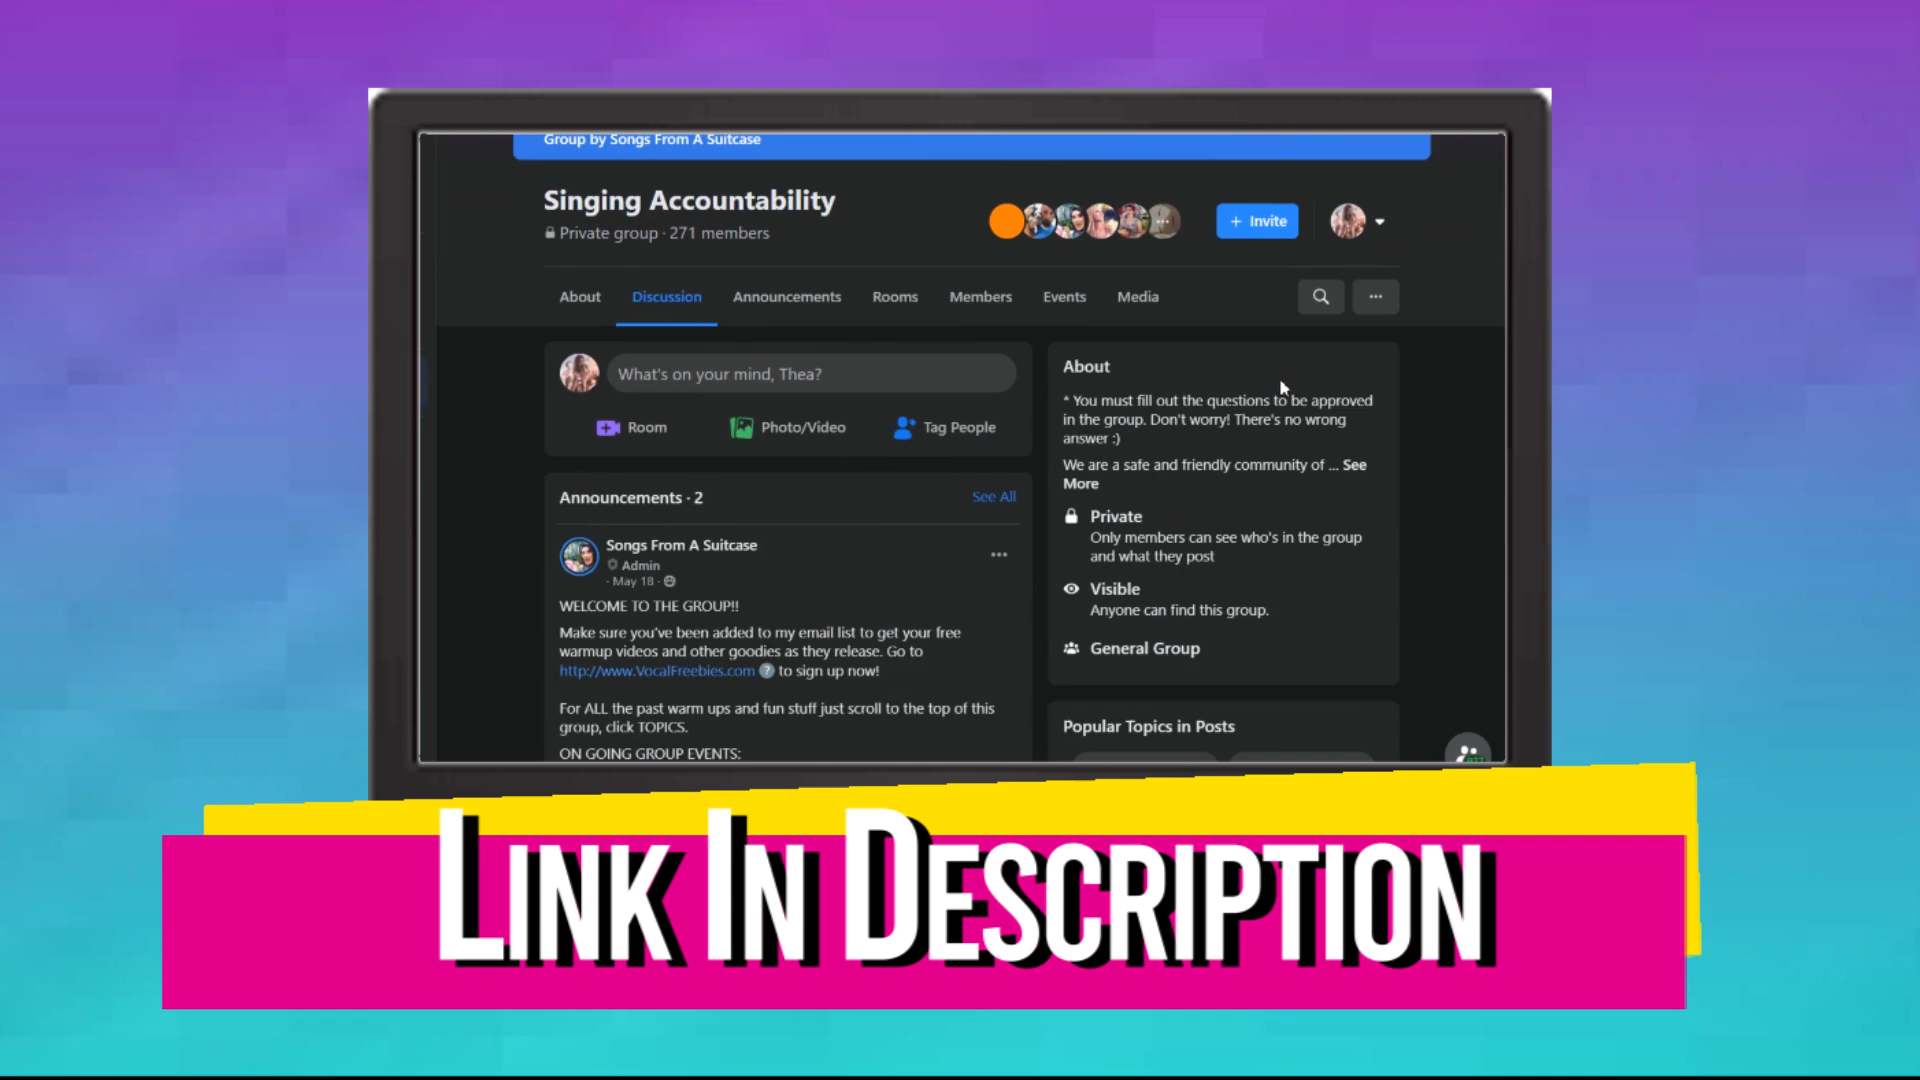 Group by Songs From A Suitcase
Singing Accountability
Private group · 271 members
+ Invite
About Discussion Announcements Rooms Members Events Media
What's on your mind, Thea?
Room Photo/Video Tag People
Announcements · 2 See All
Songs From A Suitcase
Admin
· May 18 ·
WELCOME TO THE GROUP!!
Make sure you've been added to my email list to get your free
warmup videos and other goodies as they release. Go to
http://www.VocalFreebies.com ? to sign up now!
For ALL the past warm ups and fun stuff just scroll to the top of this
group, click TOPICS.
ON GOING GROUP EVENTS:
About
* You must fill out the questions to be approved
in the group. Don't worry! There's no wrong
answer :)
We are a safe and friendly community of ... See
More
Private
Only members can see who's in the group
and what they post
Visible
Anyone can find this group.
General Group
Popular Topics in Posts
LINK IN DESCRIPTION